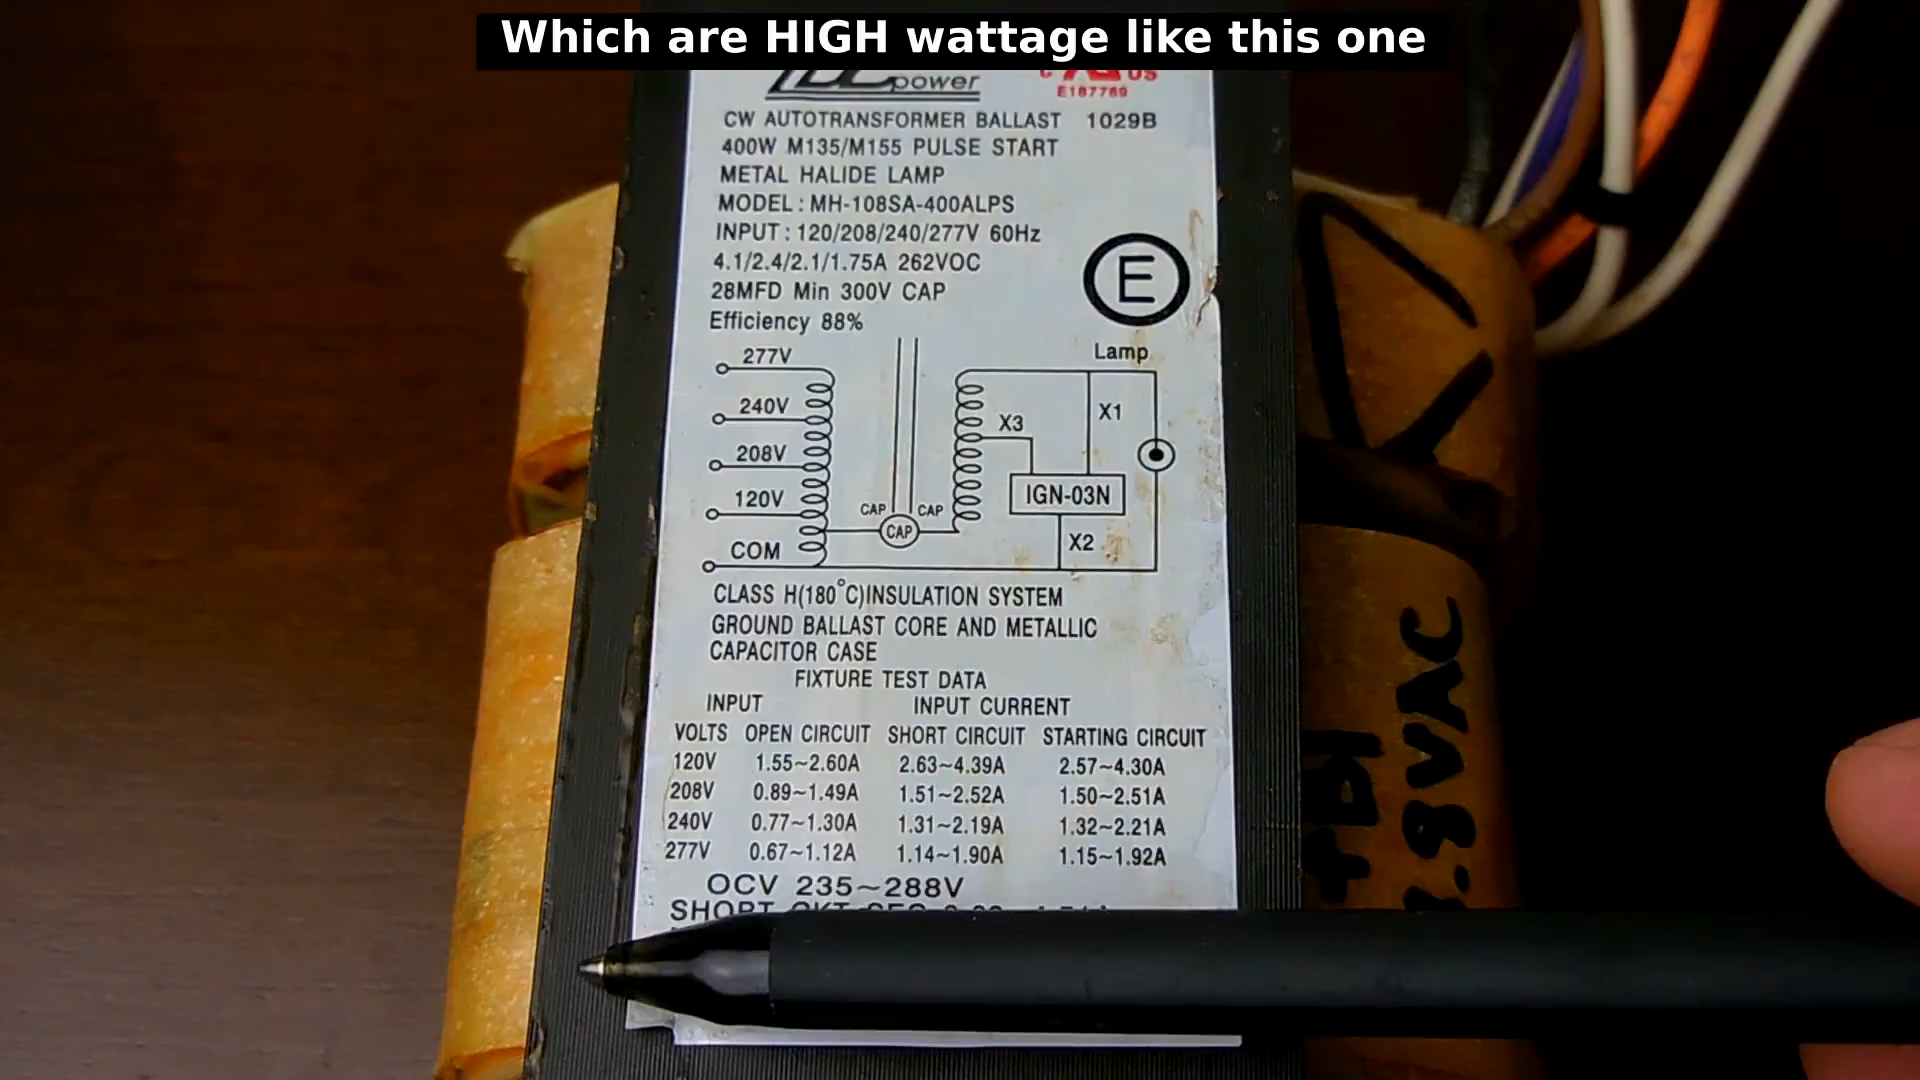 Which are HIGH wattage like this one
power
C US
E187769
CW AUTOTRANSFORMER BALLAST 1029B
400W M135/M155 PULSE START
METAL HALIDE LAMP
MODEL: MH-108SA-400ALPS
INPUT: 120/208/240/277V 60Hz
4.1/2.4/2.1/1.75A 262VOC
28MFD Min 300V CAP
Efficiency 88%
E
277V
240V
208V
120V
COM
CAP CAP
CAP
Lamp
X1
X3
IGN-03N
X2
CLASS H(180°C)INSULATION SYSTEM
GROUND BALLAST CORE AND METALLIC
CAPACITOR CASE
FIXTURE TEST DATA
INPUT INPUT CURRENT
VOLTS OPEN CIRCUIT SHORT CIRCUIT STARTING CIRCUIT
120V 1.55~2.60A 2.63~4.39A 2.57~4.30A
208V 0.89~1.49A 1.51~2.52A 1.50~2.51A
240V 0.77~1.30A 1.31~2.19A 1.32~2.21A
277V 0.67~1.12A 1.14~1.90A 1.15~1.92A
OCV 235~288V
SHORT CKT SEC
.8VAC